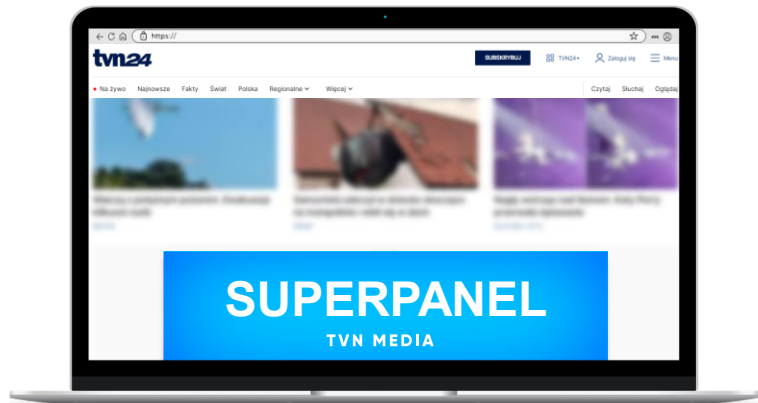 https://
tvn24
SUBSKRYBUJ TVN24+ Zaloguj się Menu
Na żywo Najnowsze Fakty Świat Polska Regionalne Więcej Czytaj Słuchaj Oglądaj
SUPERPANEL
TVN MEDIA